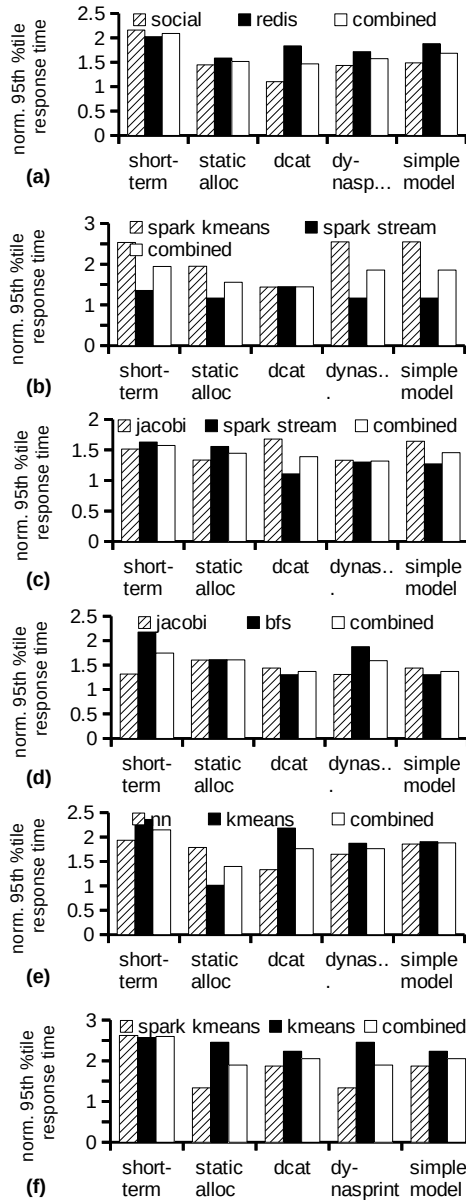 social redis combined
norm. 95th %tile
response time
2.5
2
1.5
1
0.5
0
short-
term
static
alloc
dcat
dy-
nasp...
simple
model
(a)
spark kmeans spark stream
combined
norm. 95th %tile
response time
3
2
1
0
short-
term
static
alloc
dcat
dynas..
.
simple
model
(b)
jacobi spark stream combined
norm. 95th %tile
response time
2
1.5
1
0.5
0
short-
term
static
alloc
dcat
dynas..
.
simple
model
(c)
jacobi bfs combined
norm. 95th %tile
response time
2.5
2
1.5
1
0.5
0
short-
term
static
alloc
dcat
dynas..
.
simple
model
(d)
nn kmeans combined
norm. 95th %tile
response time
2.5
2
1.5
1
0.5
0
short-
term
static
alloc
dcat
dynas..
.
simple
model
(e)
spark kmeans kmeans combined
norm. 95th %tile
response time
3
2
1
0
short-
term
static
alloc
dcat
dy-
nasprint
simple
model
(f)